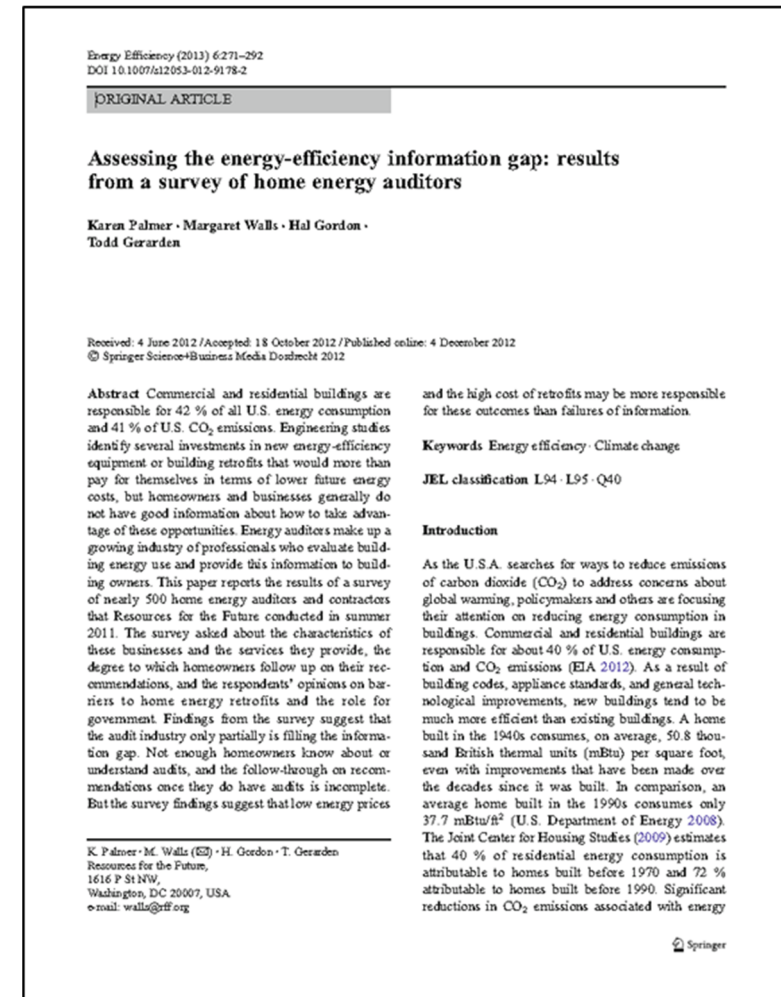 Energy Efficiency (2013) 6:271–292
DOI 10.1007/s12053-012-9178-2
ORIGINAL ARTICLE
Assessing the energy-efficiency information gap: results
from a survey of home energy auditors
Karen Palmer · Margaret Walls · Hal Gordon ·
Todd Gerarden
Received: 4 June 2012 / Accepted: 18 October 2012 / Published online: 4 December 2012
© Springer Science+Business Media Dordrecht 2012
Abstract Commercial and residential buildings are
responsible for 42 % of all U.S. energy consumption
and 41 % of U.S. CO₂ emissions. Engineering studies
identify several investments in new energy-efficiency
equipment or building retrofits that would more than
pay for themselves in terms of lower future energy
costs, but homeowners and businesses generally do
not have good information about how to take advan-
tage of these opportunities. Energy auditors make up a
growing industry of professionals who evaluate build-
ing energy use and provide this information to build-
ing owners. This paper reports the results of a survey
of nearly 500 home energy auditors and contractors
that Resources for the Future conducted in summer
2011. The survey asked about the characteristics of
these businesses and the services they provide, the
degree to which homeowners follow up on their rec-
ommendations, and the respondents' opinions on bar-
riers to home energy retrofits and the role for
government. Findings from the survey suggest that
the audit industry only partially is filling the informa-
tion gap. Not enough homeowners know about or
understand audits, and the follow-through on recom-
mendations once they do have audits is incomplete.
But the survey findings suggest that low energy prices
K. Palmer · M. Walls (✉) · H. Gordon · T. Gerarden
Resources for the Future,
1616 P St NW,
Washington, DC 20007, USA
e-mail: walls@rff.org
and the high cost of retrofits may be more responsible
for these outcomes than failures of information.
Keywords Energy efficiency · Climate change
JEL classification L94 · L95 · Q40
Introduction
As the U.S.A. searches for ways to reduce emissions
of carbon dioxide (CO₂) to address concerns about
global warming, policymakers and others are focusing
their attention on reducing energy consumption in
buildings. Commercial and residential buildings are
responsible for about 40 % of U.S. energy consump-
tion and CO₂ emissions (EIA 2012). As a result of
building codes, appliance standards, and general tech-
nological improvements, new buildings tend to be
much more efficient than existing buildings. A home
built in the 1940s consumes, on average, 50.8 thou-
sand British thermal units (mBtu) per square foot,
even with improvements that have been made over
the decades since it was built. In comparison, an
average home built in the 1990s consumes only
37.7 mBtu/ft² (U.S. Department of Energy 2008).
The Joint Center for Housing Studies (2009) estimates
that 40 % of residential energy consumption is
attributable to homes built before 1970 and 72 %
attributable to homes built before 1990. Significant
reductions in CO₂ emissions associated with energy
Springer